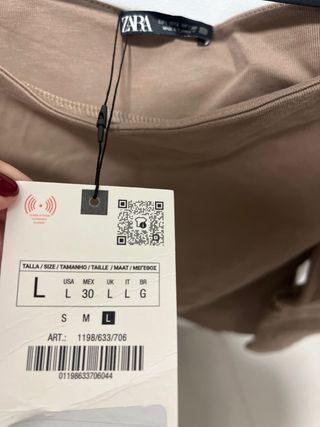 ZARA
TALLA / SIZE / TAMANHO / TAILLE / MAAT / ΜΕΓΕΘΟΣ
L
USA MEX UK IT BR
L 30 L L G
S M L
ART.: 1198/633/706
01198633706044